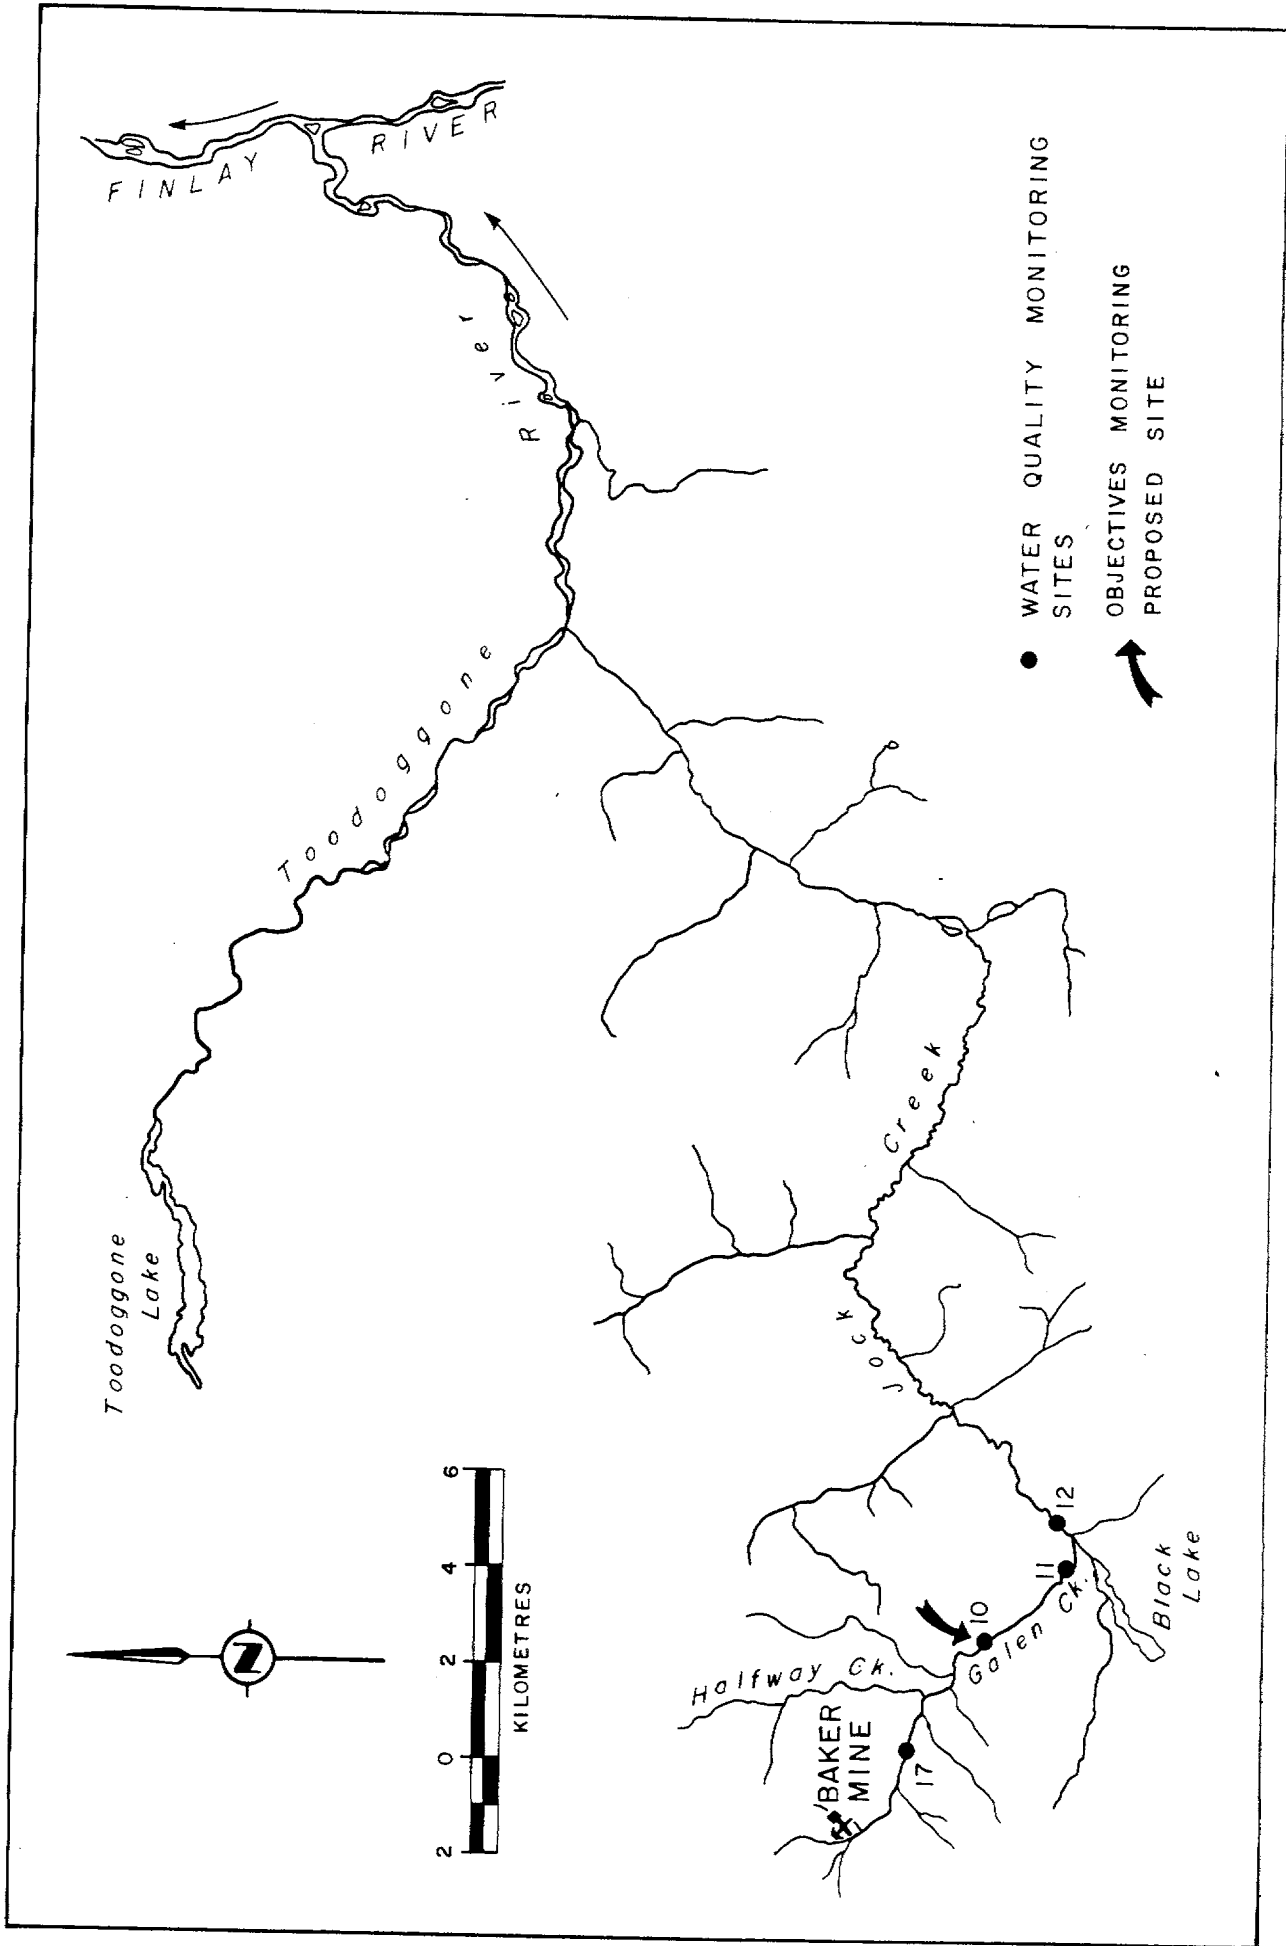 Toodoggone
Lake
Toodoggone
River
FINLAY RIVER
N
2 0 2 4 6
KILOMETRES
Halfway Ck.
BAKER
MINE
17
10
Galen Ck.
11
12
Black
Lake
Jock Creek
WATER QUALITY MONITORING
SITES
OBJECTIVES MONITORING
PROPOSED SITE